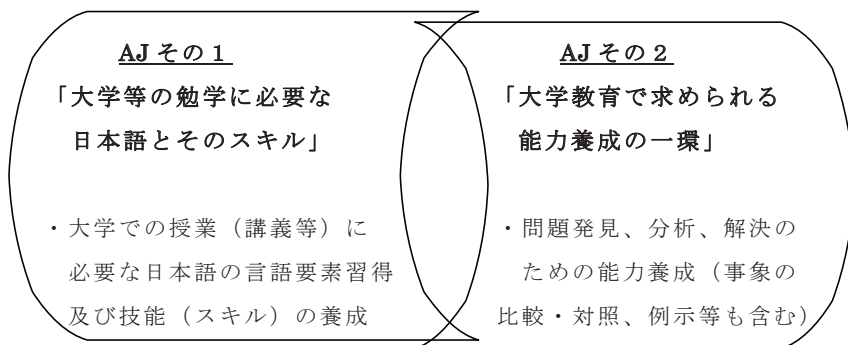 AJ その１
「大学等の勉学に必要な
日本語とそのスキル」
・大学での授業（講義等）に
必要な日本語の言語要素習得
及び技能（スキル）の養成
AJ その２
「大学教育で求められる
能力養成の一環」
・問題発見、分析、解決の
ための能力養成（事象の
比較・対照、例示等も含む）